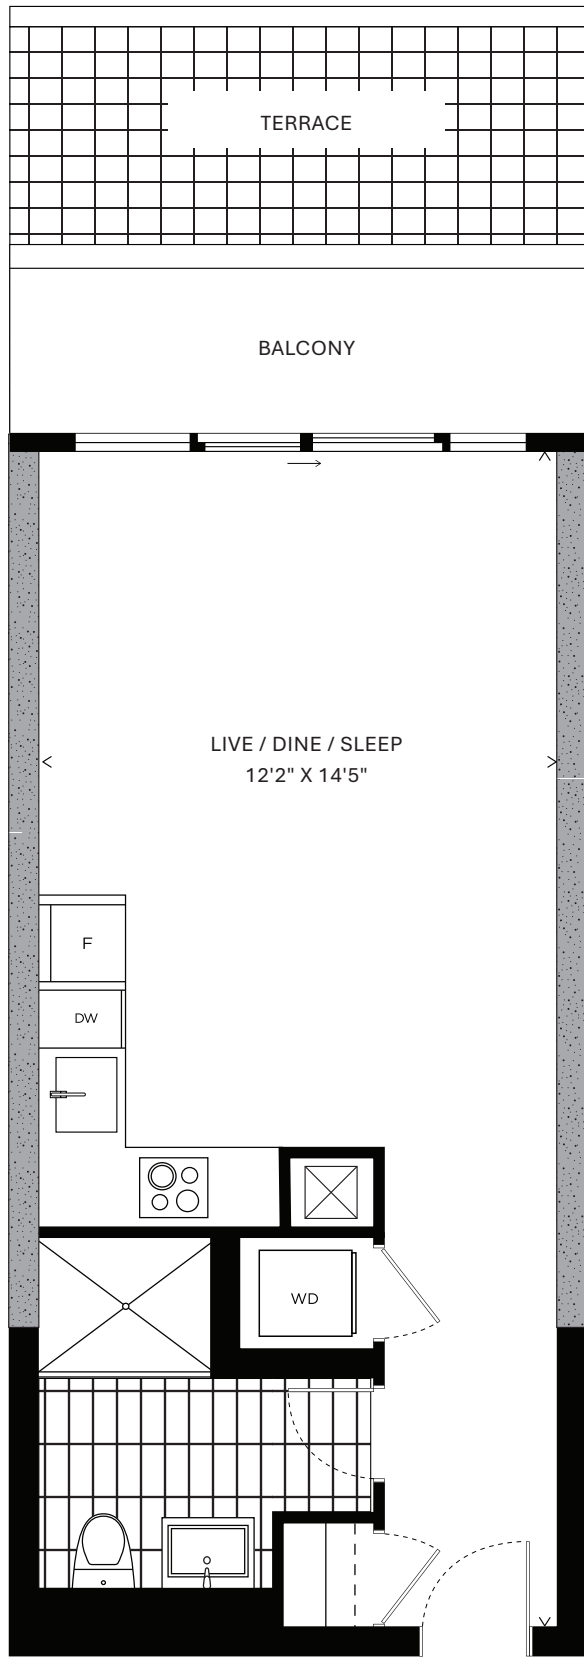 TERRACE
BALCONY
LIVE / DINE / SLEEP
12'2" X 14'5"
F
DW
WD